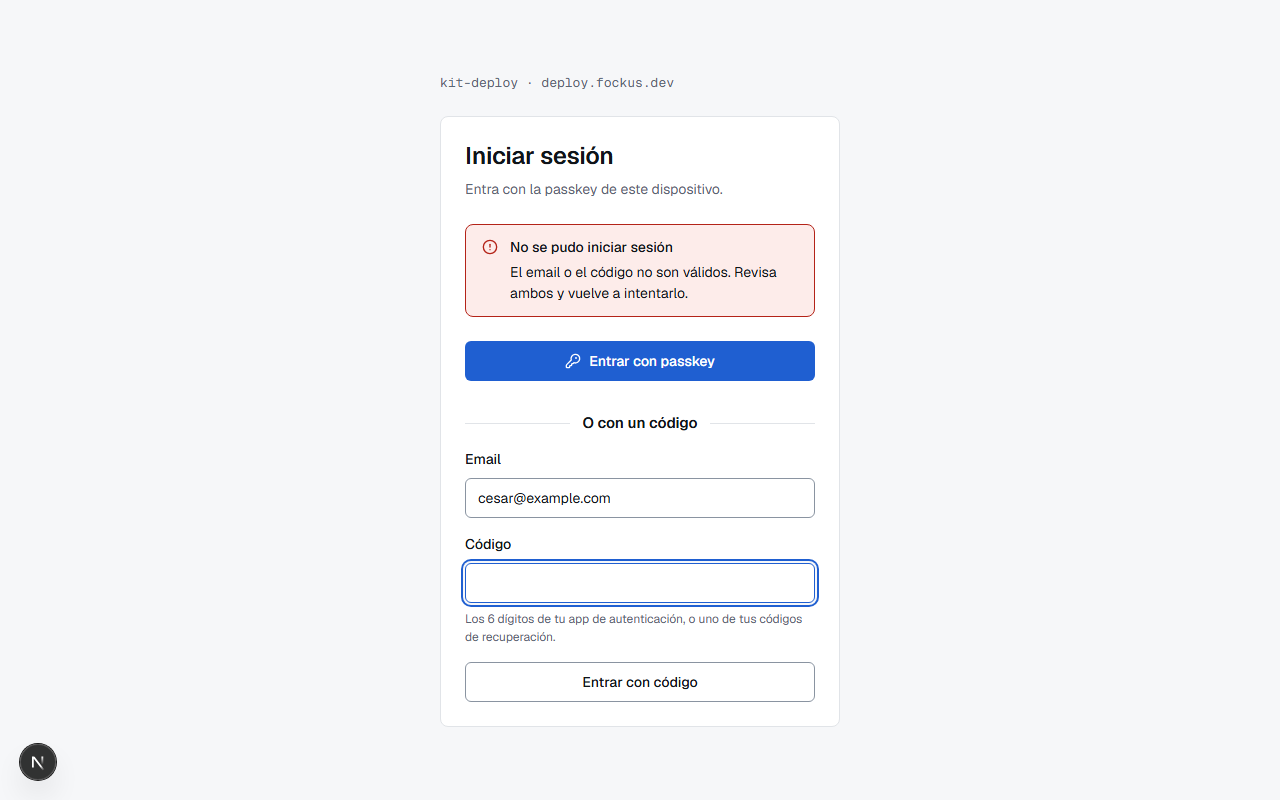 kit-deploy · deploy.fockus.dev
Iniciar sesión
Entra con la passkey de este dispositivo.
No se pudo iniciar sesión
El email o el código no son válidos. Revisa
ambos y vuelve a intentarlo.
Entrar con passkey
O con un código
Email
cesar@example.com
Código
Los 6 dígitos de tu app de autenticación, o uno de tus códigos
de recuperación.
Entrar con código
N